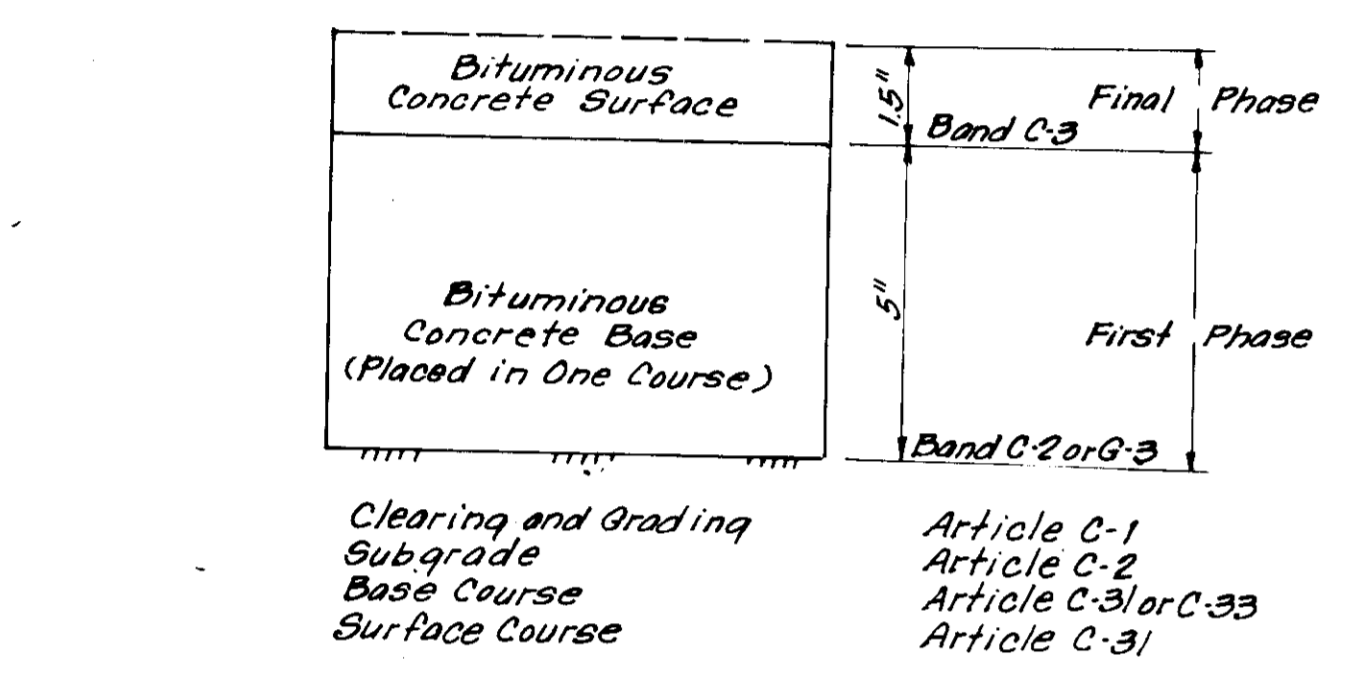 Bituminous
Concrete Surface
1.5"
Band C-3
Final Phase
Bituminous
Concrete Base
(Placed in One Course)
5"
First Phase
Band C-2 or G-3
Clearing and Grading Article C-1
Subgrade Article C-2
Base Course Article C-31 or C-33
Surface Course Article C-31